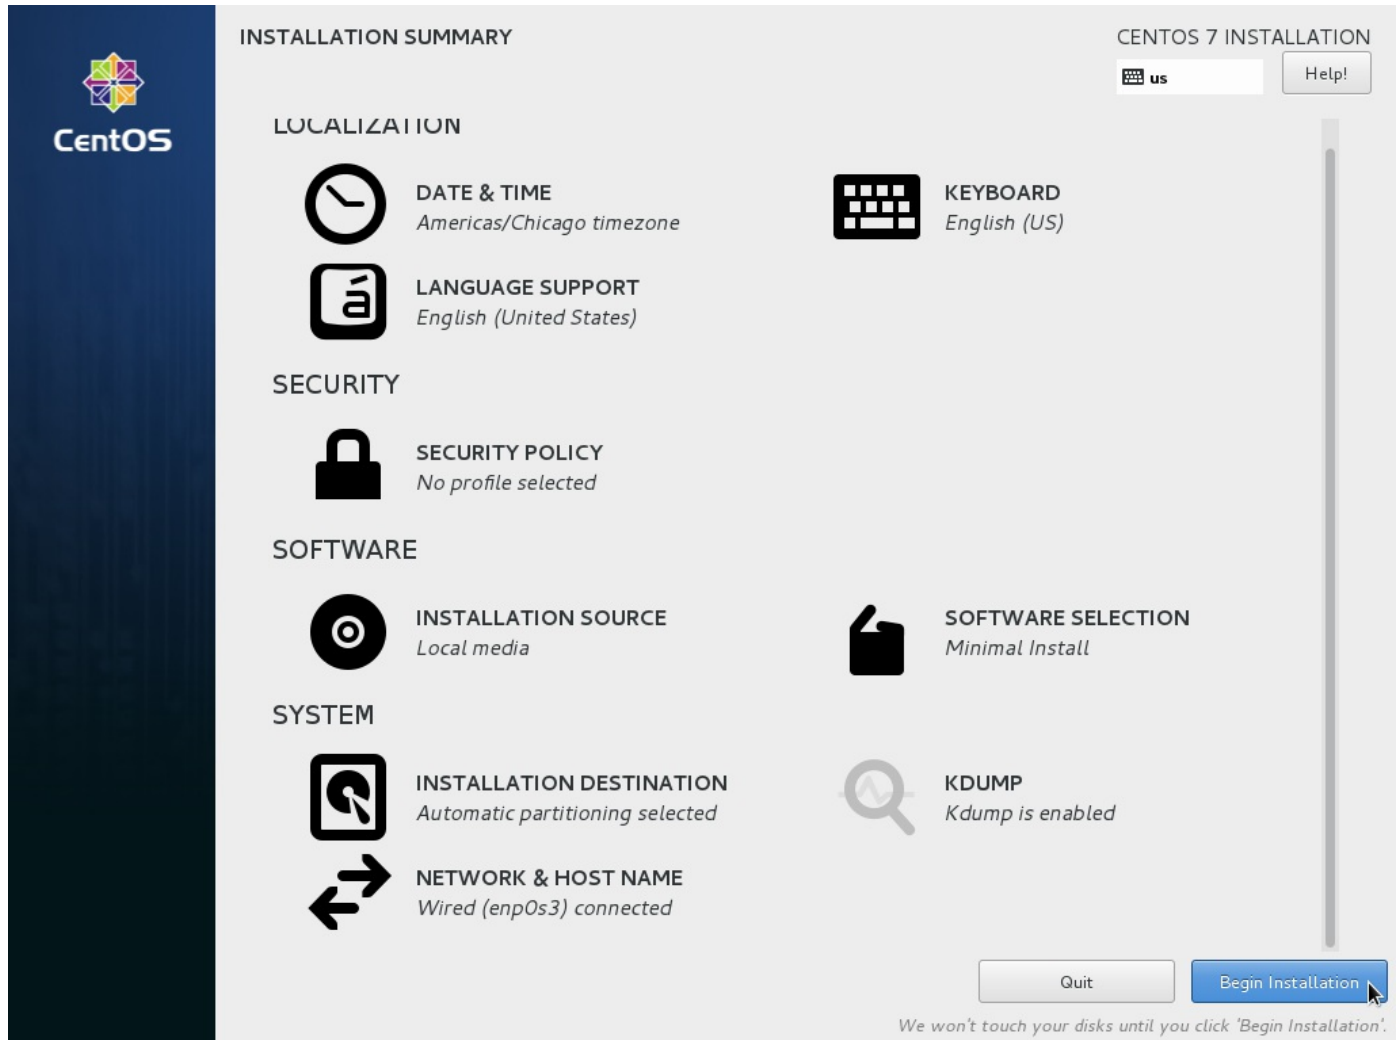 CentOS
INSTALLATION SUMMARY
CENTOS 7 INSTALLATION
us
Help!
LOCALIZATION
DATE & TIME
Americas/Chicago timezone
KEYBOARD
English (US)
á
LANGUAGE SUPPORT
English (United States)
SECURITY
SECURITY POLICY
No profile selected
SOFTWARE
INSTALLATION SOURCE
Local media
SOFTWARE SELECTION
Minimal Install
SYSTEM
INSTALLATION DESTINATION
Automatic partitioning selected
KDUMP
Kdump is enabled
NETWORK & HOST NAME
Wired (enp0s3) connected
Quit
Begin Installation
We won't touch your disks until you click 'Begin Installation'.